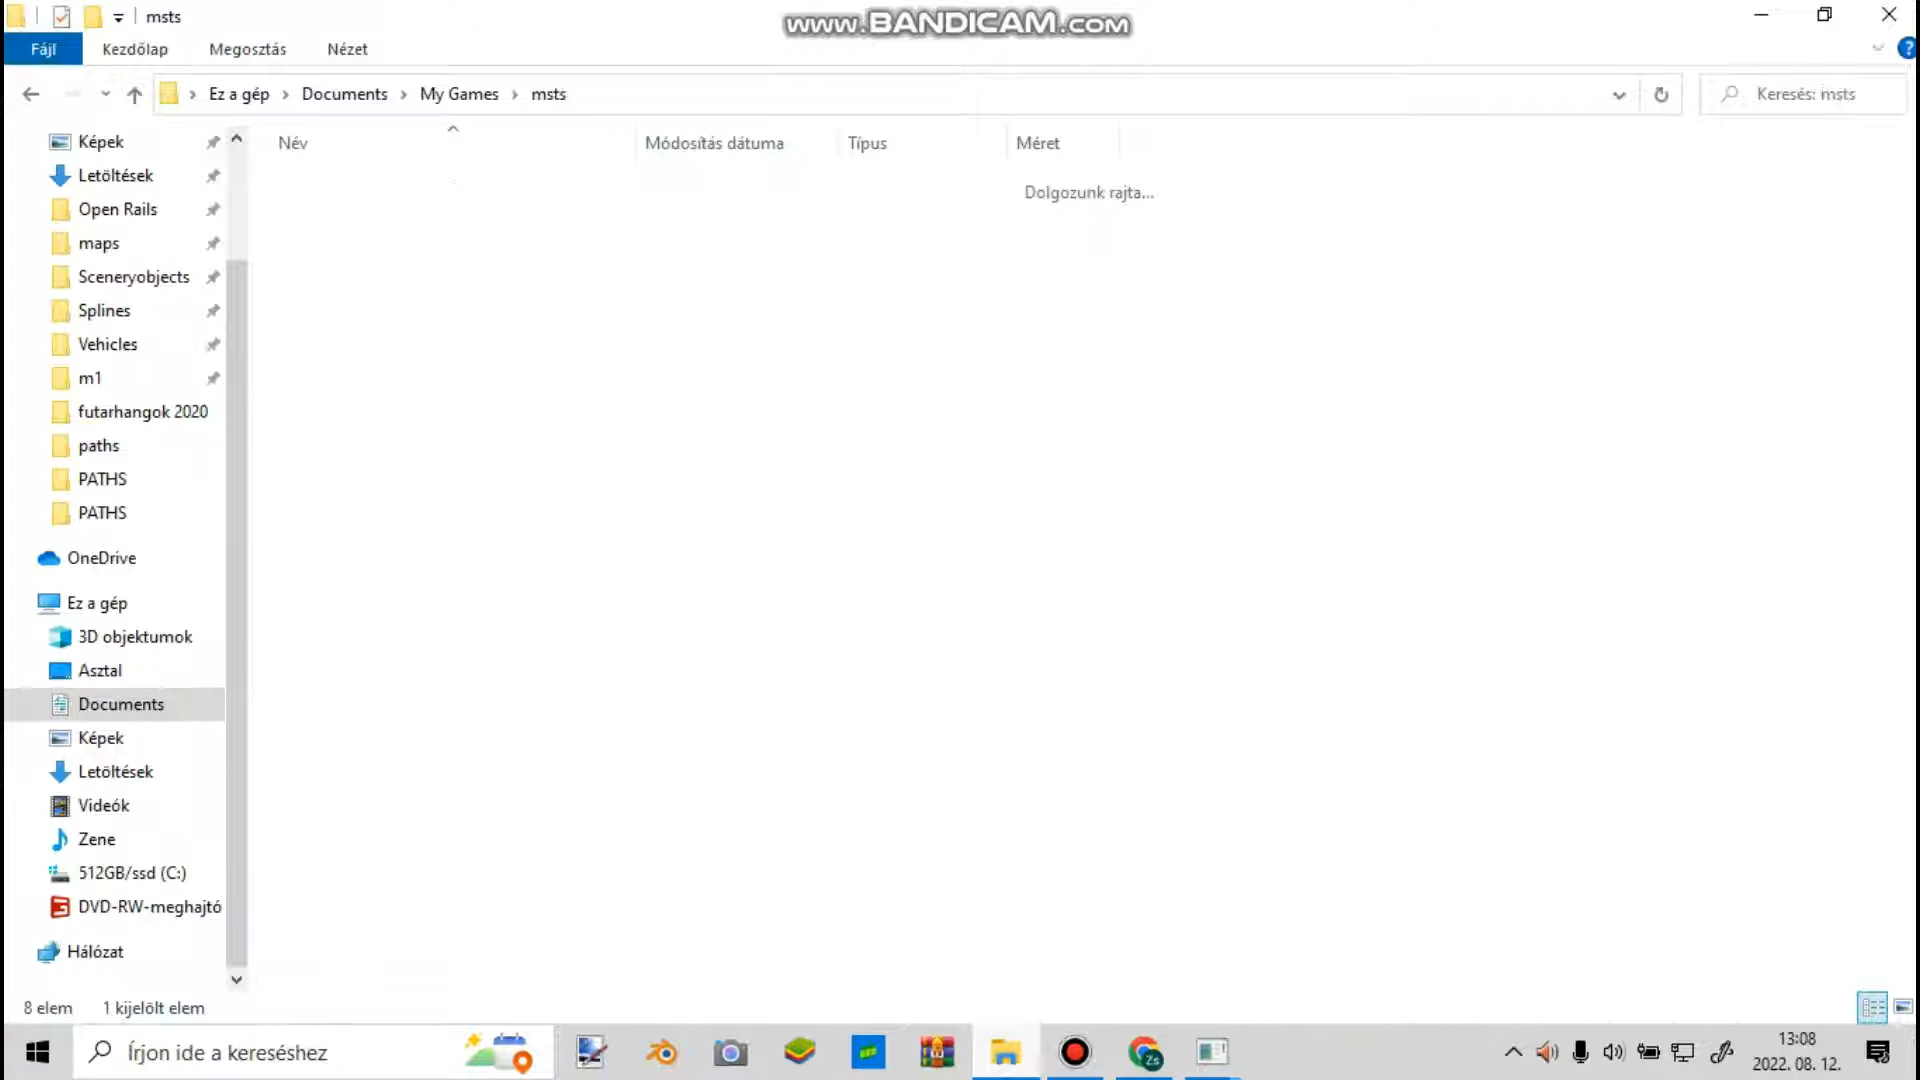 msts
www.BANDICAM.com
Fájl Kezdőlap Megosztás Nézet
Ez a gép Documents My Games msts
Keresés: msts
Név Módosítás dátuma Típus Méret
Dolgozunk rajta...
Képek
Letöltések
Open Rails
maps
Sceneryobjects
Splines
Vehicles
m1
futarhangok 2020
paths
PATHS
PATHS
OneDrive
Ez a gép
3D objektumok
Asztal
Documents
Képek
Letöltések
Videók
Zene
512GB/ssd (C:)
DVD-RW-meghajtó
Hálózat
8 elem 1 kijelölt elem
Írjon ide a kereséshez
Zs
13:08
2022. 08. 12.